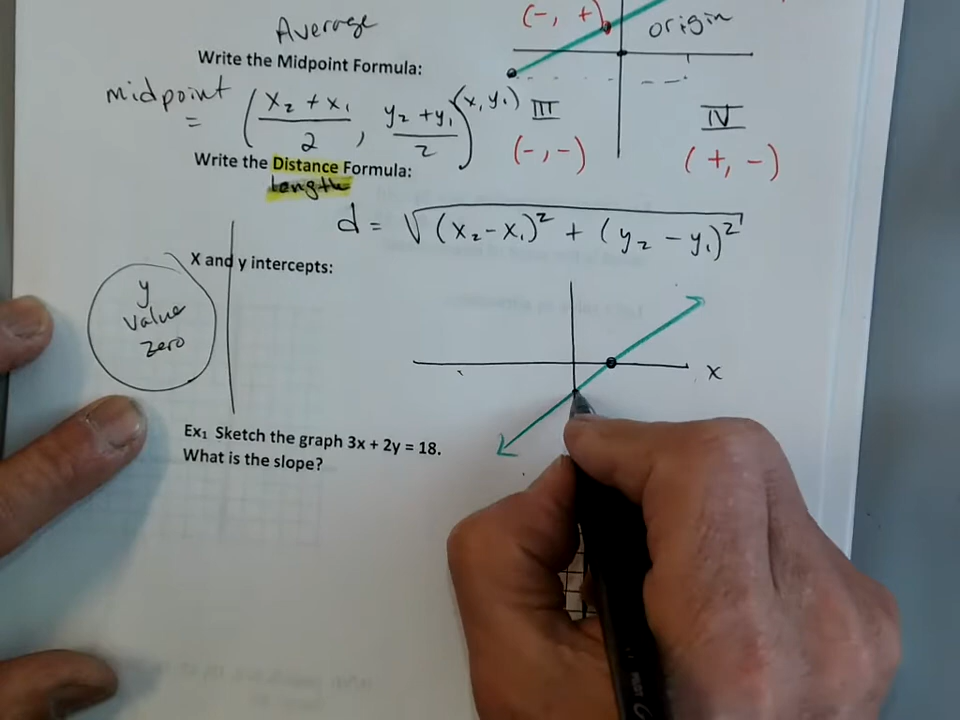 (-, +)
origin
Average
Write the Midpoint Formula:
midpoint = (x₂ + x₁ / 2 , y₂ + y₁ / 2)
(x, y₁)
III
IV
(-, -)
(+, -)
Write the Distance Formula:
Length
d = √(x₂ - x₁)² + (y₂ - y₁)²
X and y intercepts:
y
value
zero
x
Ex₁ Sketch the graph 3x + 2y = 18.
What is the slope?